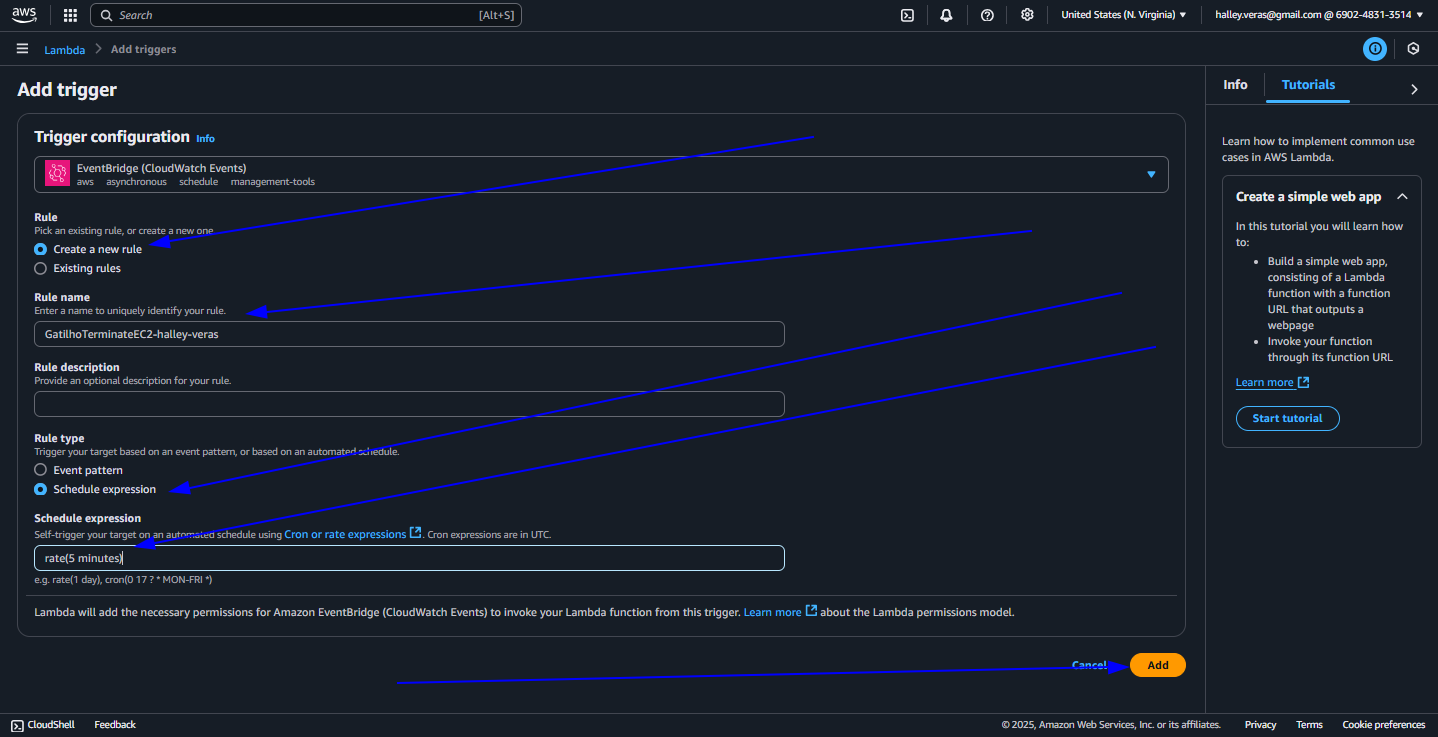 aws
Search
[Alt+S]
United States (N. Virginia)
halley.veras@gmail.com @ 6902-4831-3514
Lambda
Add triggers
Add trigger
Trigger configuration Info
EventBridge (CloudWatch Events)
aws asynchronous schedule management-tools
Rule
Pick an existing rule, or create a new one
Create a new rule
Existing rules
Rule name
Enter a name to uniquely identify your rule.
GatilhoTerminateEC2-halley-veras
Rule description
Provide an optional description for your rule.
Rule type
Trigger your target based on an event pattern, or based on an automated schedule.
Event pattern
Schedule expression
Schedule expression
Self-trigger your target on an automated schedule using Cron or rate expressions. Cron expressions are in UTC.
rate(5 minutes)
e.g. rate(1 day), cron(0 17 ? * MON-FRI *)
Lambda will add the necessary permissions for Amazon EventBridge (CloudWatch Events) to invoke your Lambda function from this trigger. Learn more about the Lambda permissions model.
Cancel
Add
Info
Tutorials
Learn how to implement common use
cases in AWS Lambda.
Create a simple web app
In this tutorial you will learn how
to:
• Build a simple web app,
consisting of a Lambda
function with a function
URL that outputs a
webpage
• Invoke your function
through its function URL
Learn more
Start tutorial
CloudShell
Feedback
© 2025, Amazon Web Services, Inc. or its affiliates.
Privacy
Terms
Cookie preferences